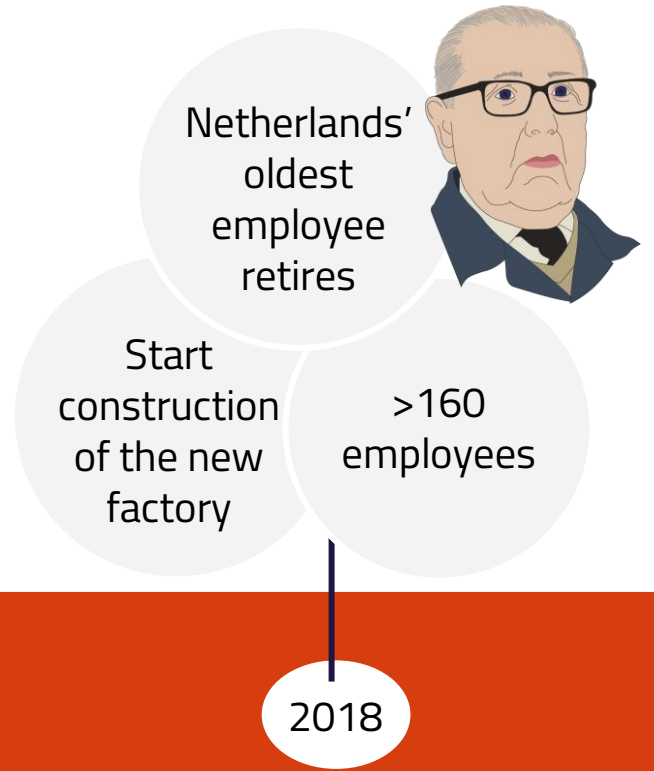 Netherlands’
oldest
employee
retires
Start
construction
of the new
factory
>160
employees
2018